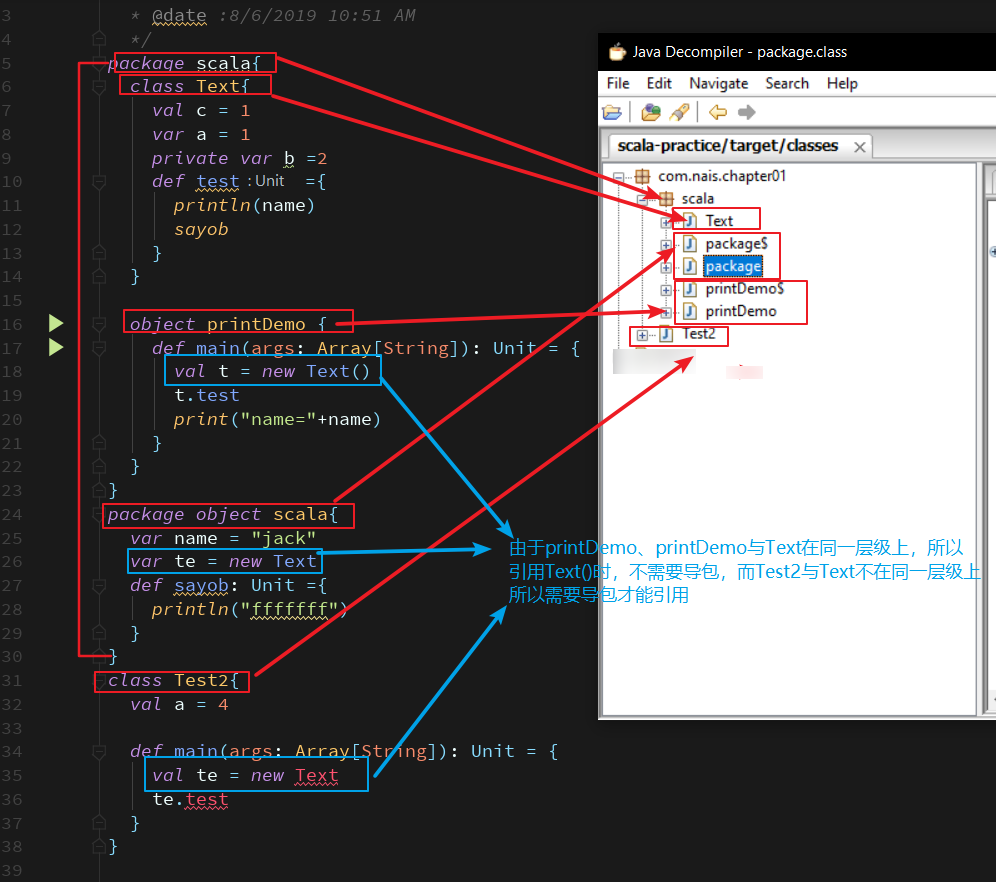 3 * @date :8/6/2019 10:51 AM
4 */
5 package scala{
6 class Text{
7 val c = 1
8 var a = 1
9 private var b =2
10 def test :Unit ={
11 println(name)
12 sayob
13 }
14 }
15
16 object printDemo {
17 def main(args: Array[String]): Unit = {
18 val t = new Text()
19 t.test
20 print("name="+name)
21 }
22 }
23 }
24 package object scala{
25 var name = "jack"
26 var te = new Text
27 def sayob: Unit ={
28 println("fffffff")
29 }
30 }
31 class Test2{
32 val a = 4
33
34 def main(args: Array[String]): Unit = {
35 val te = new Text
36 te.test
37 }
38 }
39
Java Decompiler - package.class
File Edit Navigate Search Help
scala-practice/target/classes
com.nais.chapter01
scala
Text
package$
package
printDemo$
printDemo
Test2
由于printDemo、printDemo与Text在同一层级上，所以
引用Text()时，不需要导包，而Test2与Text不在同一层级上
所以需要导包才能引用